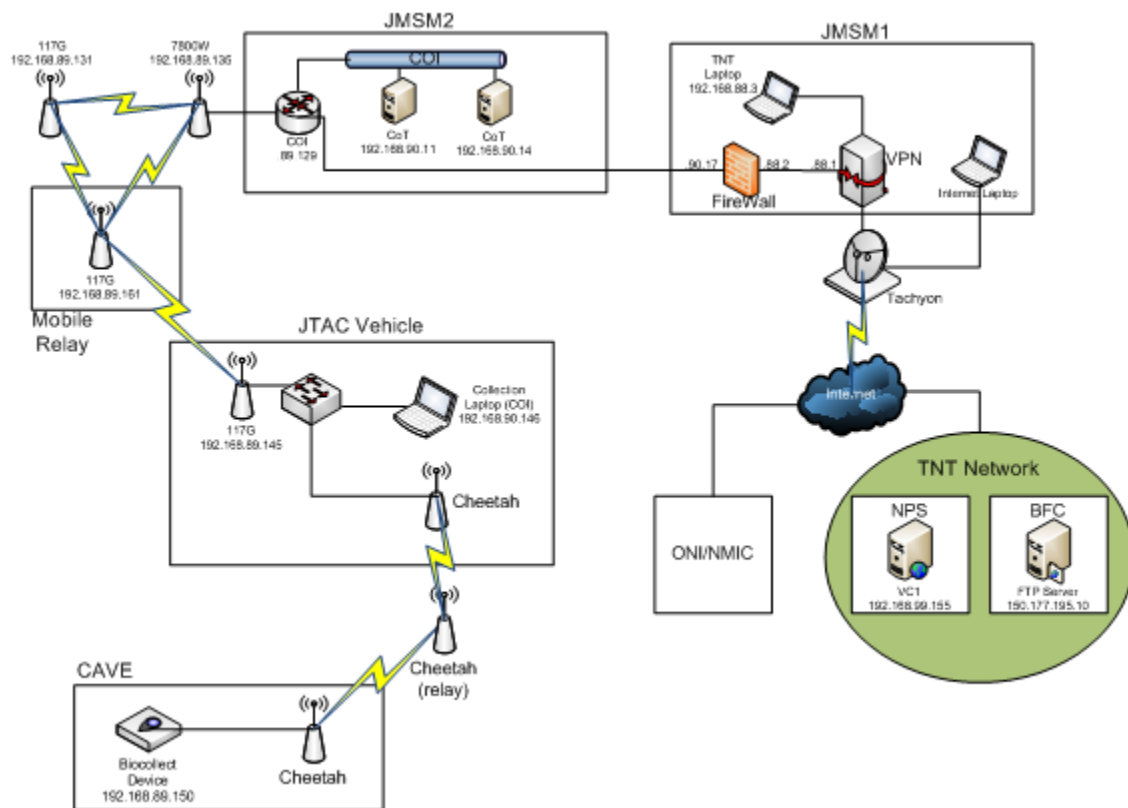 JMSM2
JMSM1
117G
192.168.89.131
7800W
192.168.89.135
COI
COI
.89.129
CoT
192.168.90.11
CoT
192.168.90.14
TNT
Laptop
192.168.88.3
.90.17
.88.2
.88.1
VPN
FireWall
Internet Laptop
Tachyon
117G
192.168.89.161
Mobile
Relay
JTAC Vehicle
117G
192.168.89.145
Collection
Laptop (COI)
192.168.90.146
Cheetah
Internet
TNT Network
NPS
VC1
192.168.99.155
BFC
FTP Server
150.177.195.10
ONI/NMIC
Cheetah
(relay)
CAVE
Biocollect
Device
192.168.89.150
Cheetah